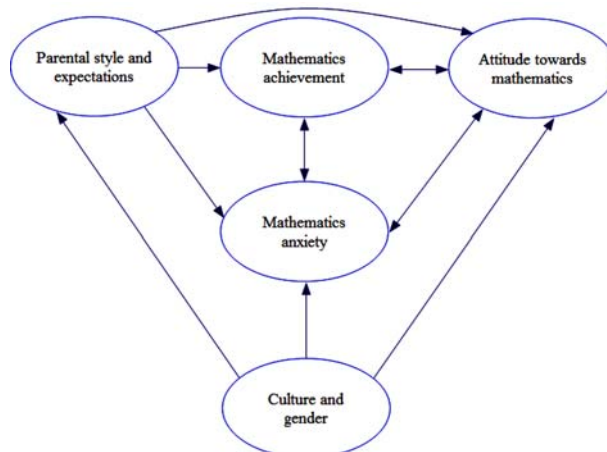 Parental style and
expectations
Mathematics
achievement
Attitude towards
mathematics
Mathematics
anxiety
Culture and
gender